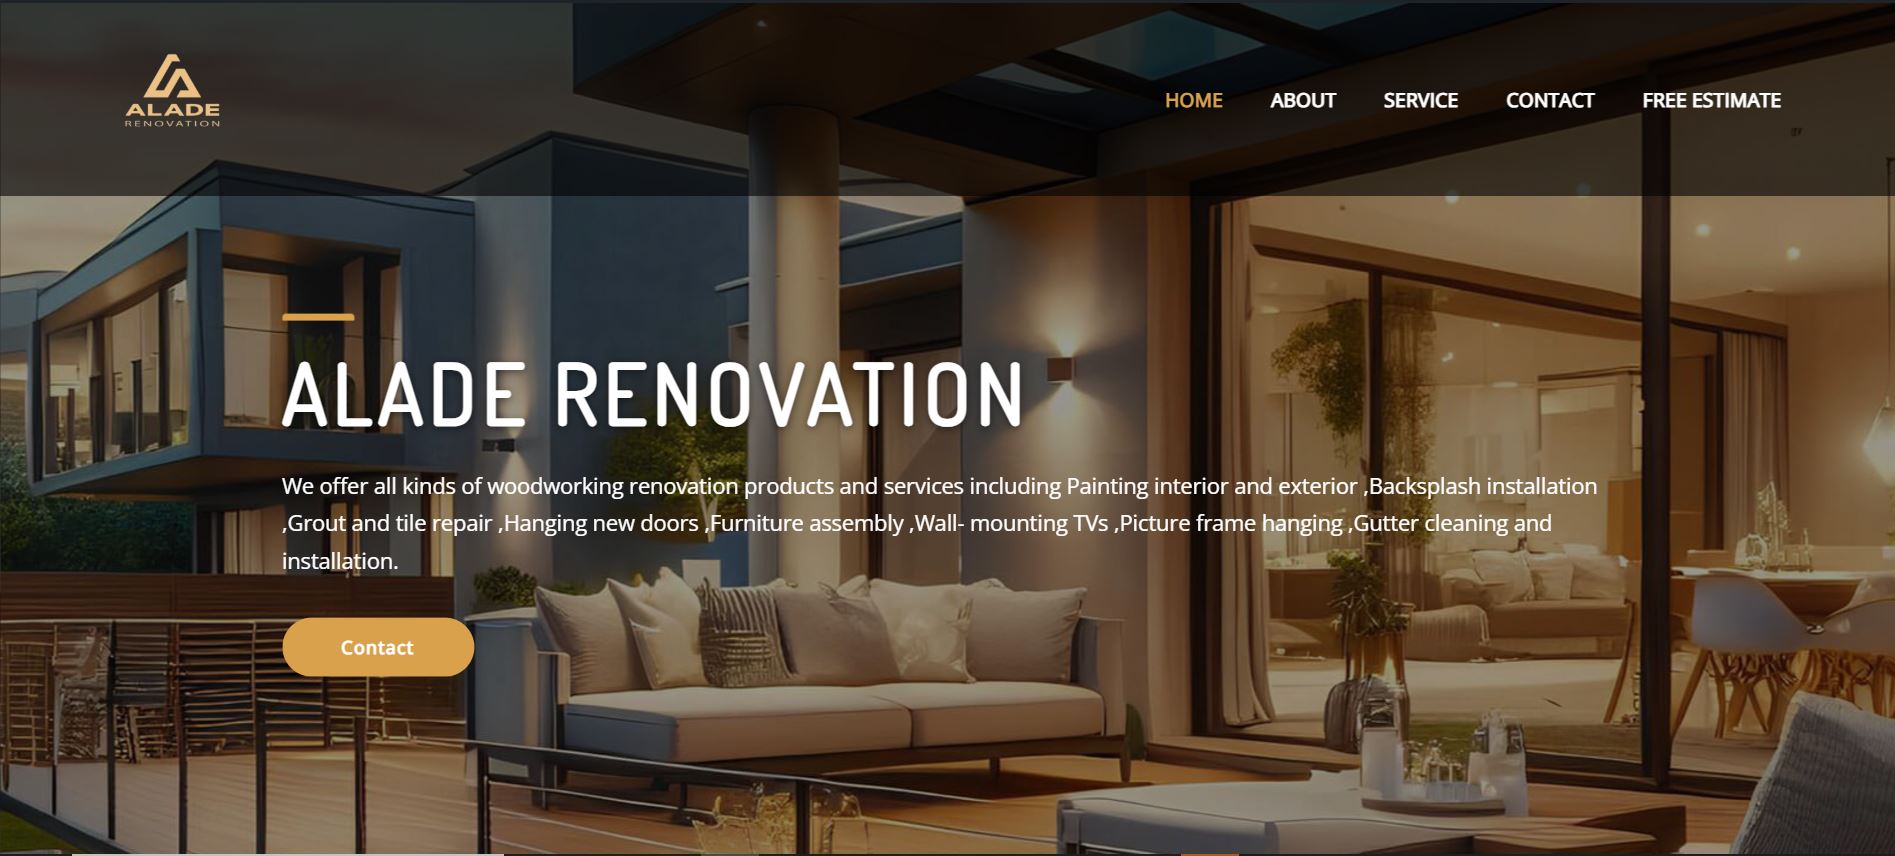 ALADE
RENOVATION
HOME ABOUT SERVICE CONTACT FREE ESTIMATE
ALADE RENOVATION
We offer all kinds of woodworking renovation products and services including Painting interior and exterior ,Backsplash installation
,Grout and tile repair ,Hanging new doors ,Furniture assembly ,Wall- mounting TVs ,Picture frame hanging ,Gutter cleaning and
installation.
Contact